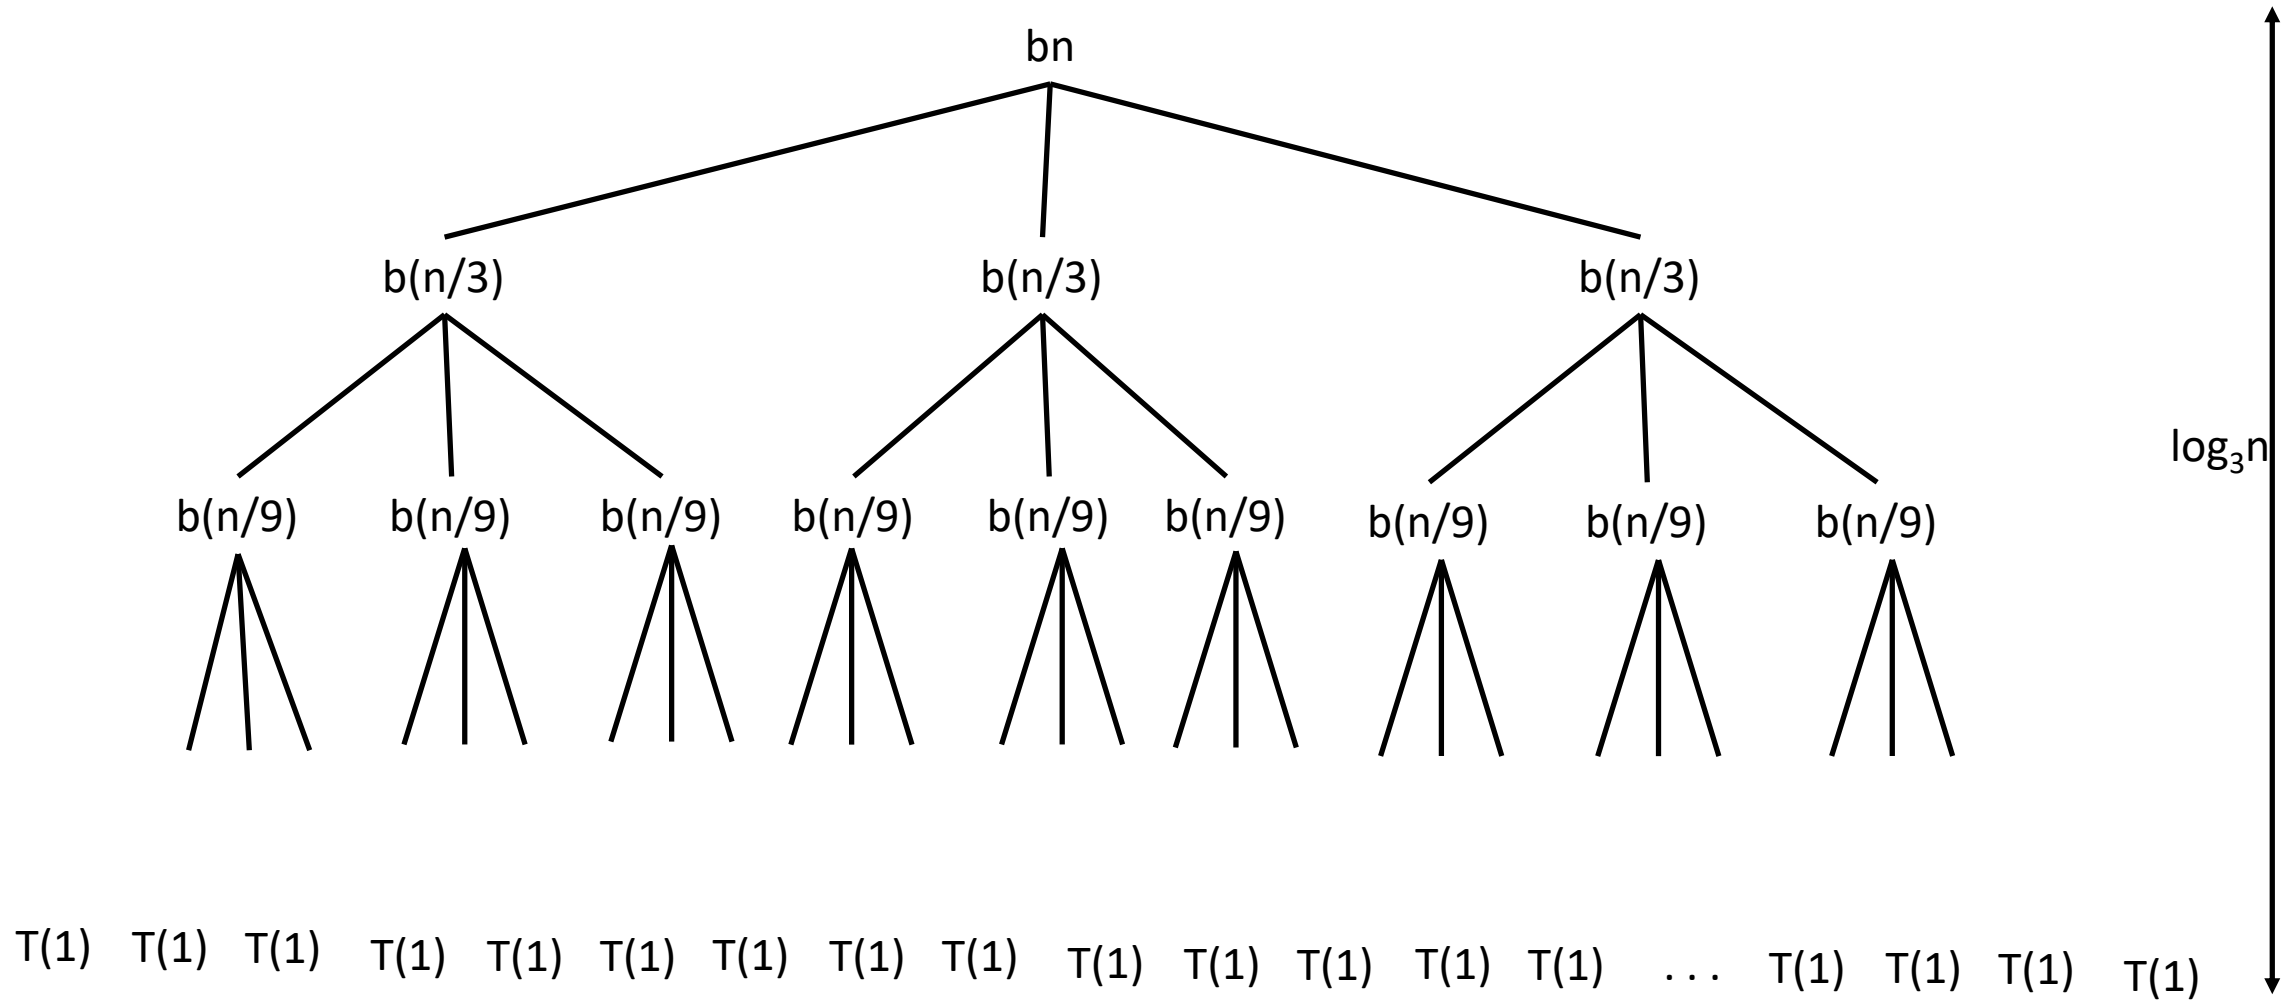 bn
b(n/3) b(n/3) b(n/3)
log₃n
b(n/9) b(n/9) b(n/9) b(n/9) b(n/9) b(n/9) b(n/9) b(n/9) b(n/9)
T(1) T(1) T(1) T(1) T(1) T(1) T(1) T(1) T(1) T(1) T(1) T(1) T(1) T(1) . . . T(1) T(1) T(1) T(1)